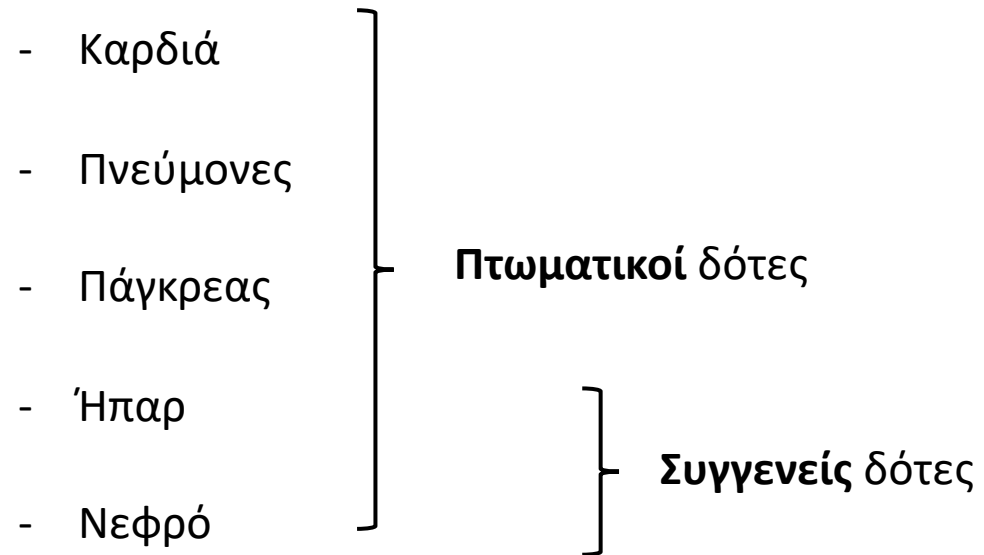 - Καρδιά
- Πνεύμονες
Πτωματικοί δότες
- Πάγκρεας
- Ήπαρ
Συγγενείς δότες
- Νεφρό